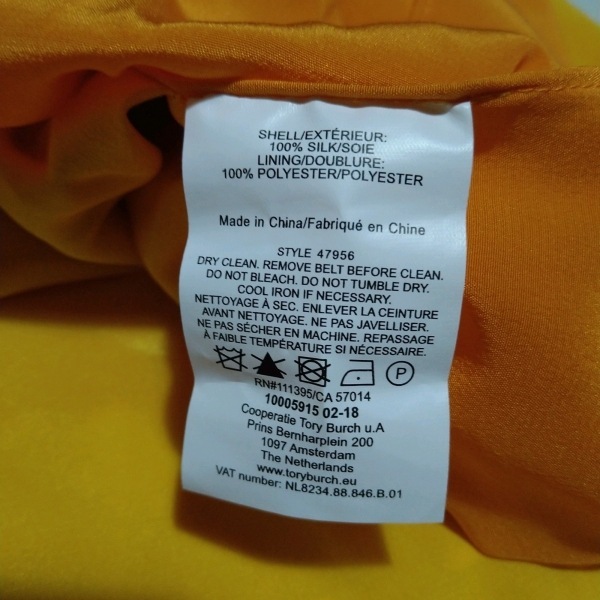 SHELL/EXTÉRIEUR:
100% SILK/SOIE
LINING/DOUBLURE:
100% POLYESTER/POLYESTER
Made in China/Fabriqué en Chine
STYLE 47956
DRY CLEAN. REMOVE BELT BEFORE CLEAN.
DO NOT BLEACH. DO NOT TUMBLE DRY.
COOL IRON IF NECESSARY.
NETTOYAGE À SEC. ENLEVER LA CEINTURE
AVANT NETTOYAGE. NE PAS JAVELLISER.
NE PAS SÉCHER EN MACHINE. REPASSAGE
À FAIBLE TEMPÉRATURE SI NÉCESSAIRE.
P
RN#111395/CA 57014
10005915 02-18
Cooperatie Tory Burch u.A
Prins Bernharplein 200
1097 Amsterdam
The Netherlands
www.toryburch.eu
VAT number: NL8234.88.846.B.01